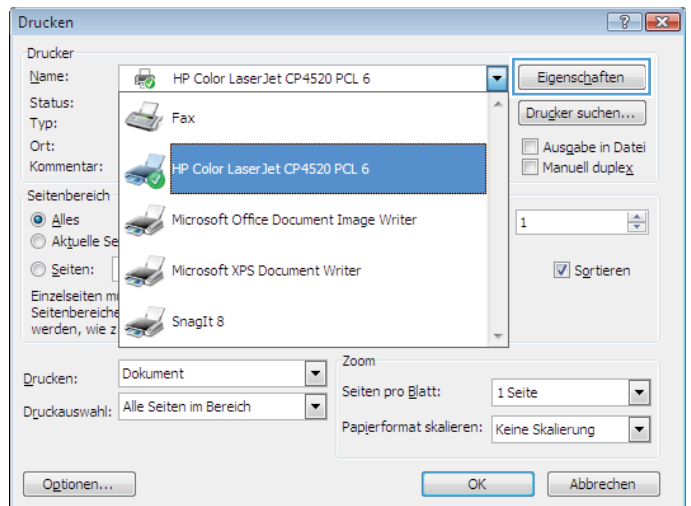 Drucken
Drucker
Name:
HP Color LaserJet CP4520 PCL 6
Eigenschaften
Status:
Typ:
Ort:
Kommentar:
Fax
HP Color LaserJet CP4520 PCL 6
Microsoft Office Document Image Writer
Microsoft XPS Document Writer
SnagIt 8
Drucker suchen...
Ausgabe in Datei
Manuell duplex
Seitenbereich
Alles
Aktuelle Se
Seiten:
Einzelseiten mü
Seitenbereiche
werden, wie z
1
Sortieren
Drucken:
Dokument
Druckauswahl:
Alle Seiten im Bereich
Zoom
Seiten pro Blatt:
1 Seite
Papierformat skalieren:
Keine Skalierung
Optionen...
OK
Abbrechen